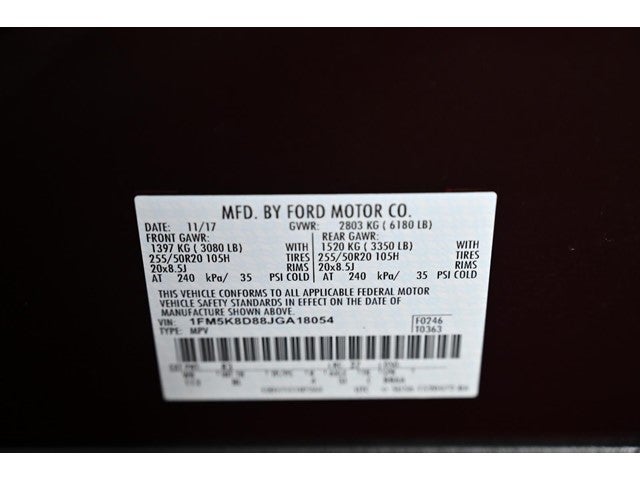 MFD. BY FORD MOTOR CO.
DATE: 11/17 GVWR: 2803 KG ( 6180 LB)
FRONT GAWR: REAR GAWR:
1397 KG ( 3080 LB) WITH 1520 KG ( 3350 LB) WITH
255/50R20 105H TIRES 255/50R20 105H TIRES
20x8.5J RIMS 20x8.5J RIMS
AT 240 kPa/ 35 PSI COLD AT 240 kPa/ 35 PSI COLD
THIS VEHICLE CONFORMS TO ALL APPLICABLE FEDERAL MOTOR
VEHICLE SAFETY STANDARDS IN EFFECT ON THE DATE OF
MANUFACTURE SHOWN ABOVE.
VIN: 1FM5K8D88JGA18054 F0246
TYPE: MPV T0363